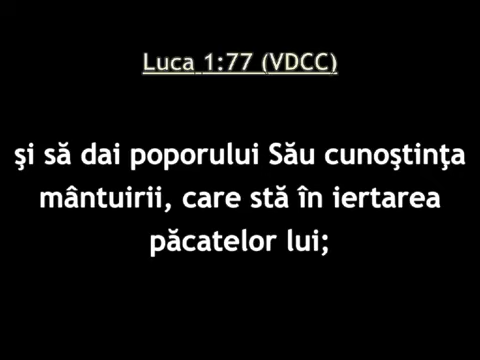 Luca 1:77 (VDCC)
şi să dai poporului Său cunoştinţa
mântuirii, care stă în iertarea
păcatelor lui;